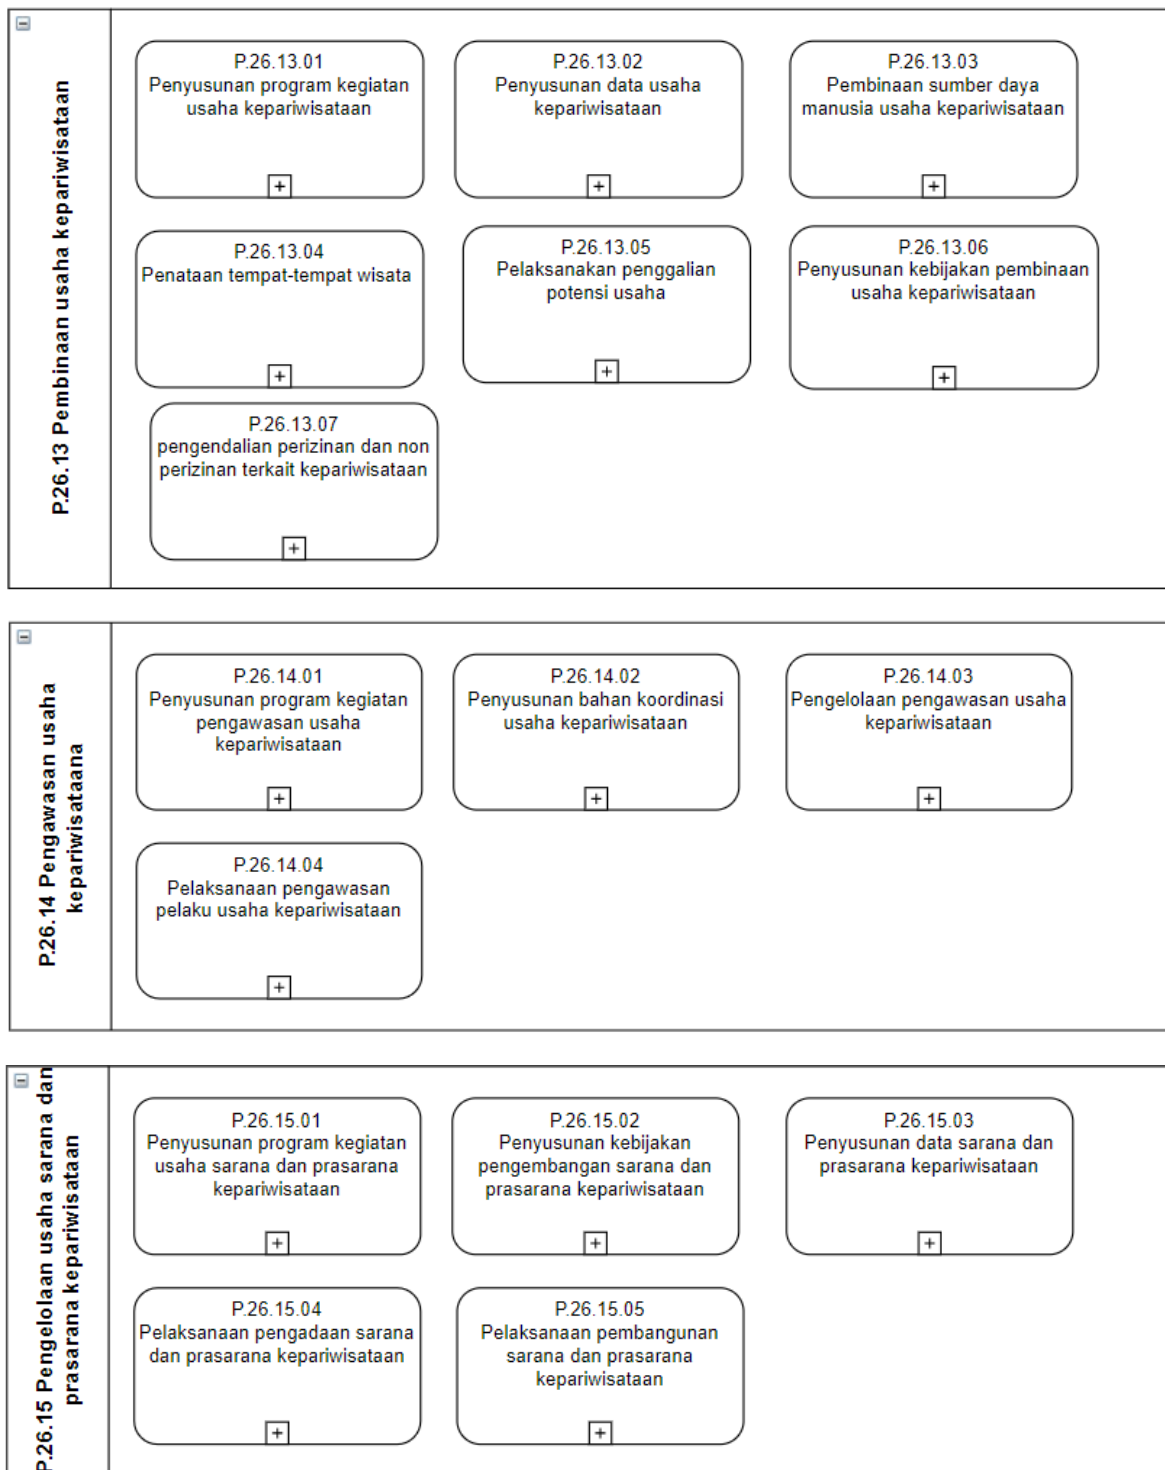 P.26.13 Pembinaan usaha kepariwisataan
P.26.13.01
Penyusunan program kegiatan
usaha kepariwisataan
P.26.13.02
Penyusunan data usaha
kepariwisataan
P.26.13.03
Pembinaan sumber daya
manusia usaha kepariwisataan
P.26.13.04
Penataan tempat-tempat wisata
P.26.13.05
Pelaksanakan penggalian
potensi usaha
P.26.13.06
Penyusunan kebijakan pembinaan
usaha kepariwisataan
P.26.13.07
pengendalian perizinan dan non
perizinan terkait kepariwisataan
P.26.14 Pengawasan usaha
kepariwisataana
P.26.14.01
Penyusunan program kegiatan
pengawasan usaha
kepariwisataan
P.26.14.02
Penyusunan bahan koordinasi
usaha kepariwisataan
P.26.14.03
Pengelolaan pengawasan usaha
kepariwisataan
P.26.14.04
Pelaksanaan pengawasan
pelaku usaha kepariwisataan
P.26.15 Pengelolaan usaha sarana dan
prasarana kepariwisataan
P.26.15.01
Penyusunan program kegiatan
usaha sarana dan prasarana
kepariwisataan
P.26.15.02
Penyusunan kebijakan
pengembangan sarana dan
prasarana kepariwisataan
P.26.15.03
Penyusunan data sarana dan
prasarana kepariwisataan
P.26.15.04
Pelaksanaan pengadaan sarana
dan prasarana kepariwisataan
P.26.15.05
Pelaksanaan pembangunan
sarana dan prasarana
kepariwisataan